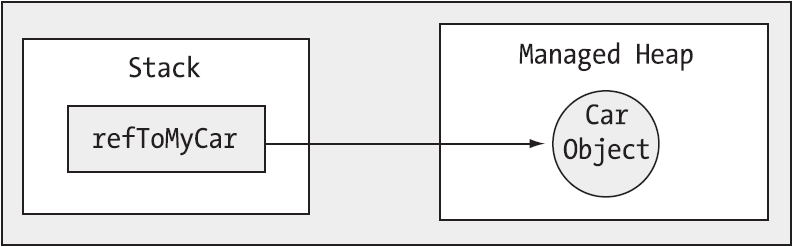 Stack
refToMyCar
Managed Heap
Car
Object